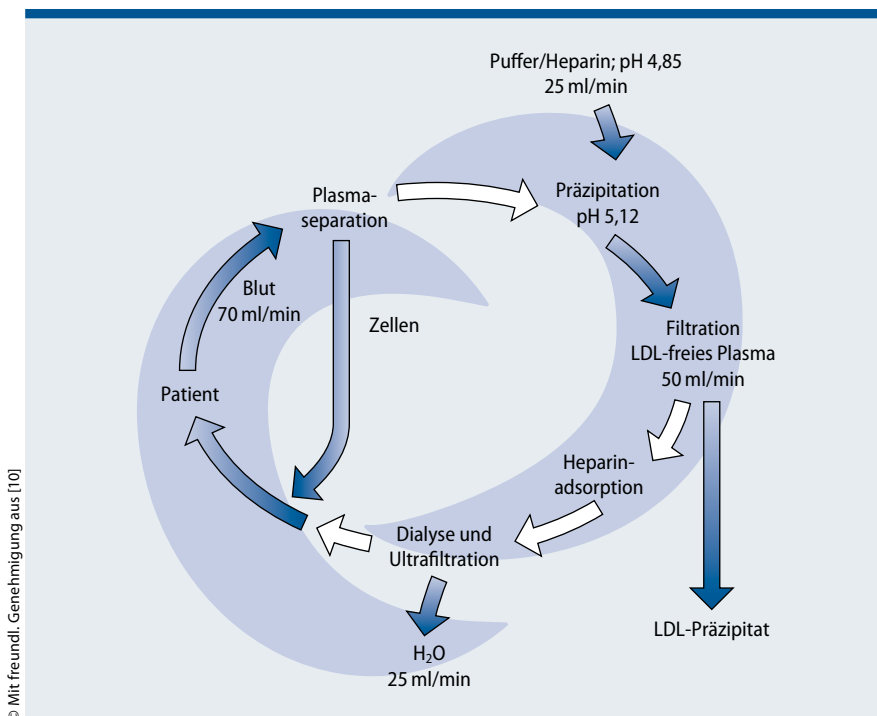 Puffer/Heparin; pH 4,85
25 ml/min
Plasma-
separation
Präzipitation
pH 5,12
Blut
70 ml/min
Zellen
Filtration
LDL-freies Plasma
50 ml/min
Patient
Heparin-
adsorption
Dialyse und
Ultrafiltration
LDL-Präzipitat
H₂O
25 ml/min
© Mit freundl. Genehmigung aus [10]